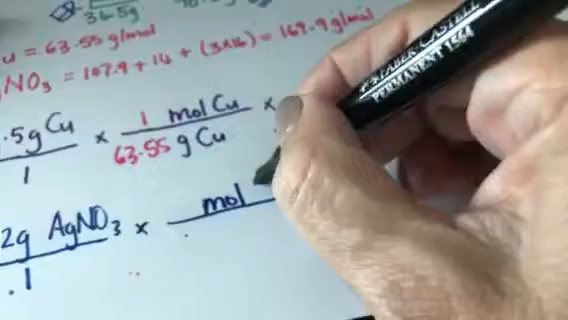 36.5g
u = 63.55 g/mol
NO3 = 107.9 + 14 + (3x16) = 169.9 g/mol
.5g Cu × 1 mol Cu ×
1 63.55 g Cu
2g AgNO3 × mol
.1
FABER-CASTELL
PERMANENT 1564